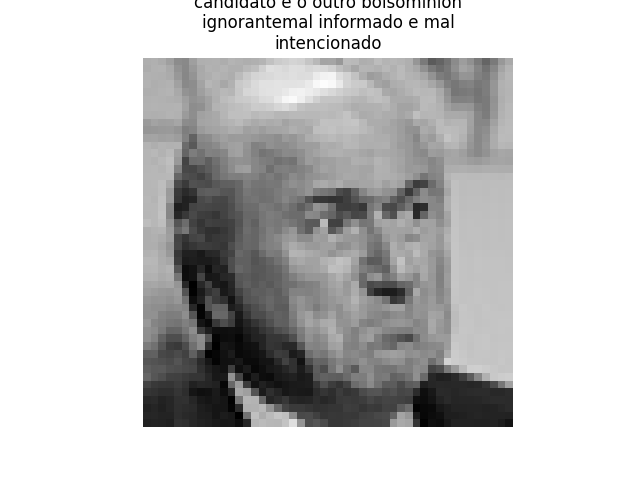 candidato e o outro bolsominion
ignorantemal informado e mal
intencionado